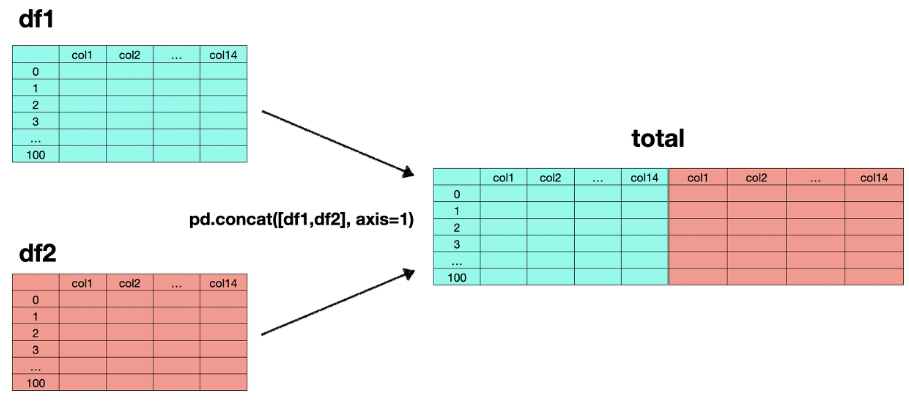 df1
col1 col2 … col14
0
1
2
3
…
100
total
col1 col2 … col14 col1 col2 … col14
0
1
2
3
…
100
pd.concat([df1,df2], axis=1)
df2
col1 col2 … col14
0
1
2
3
…
100